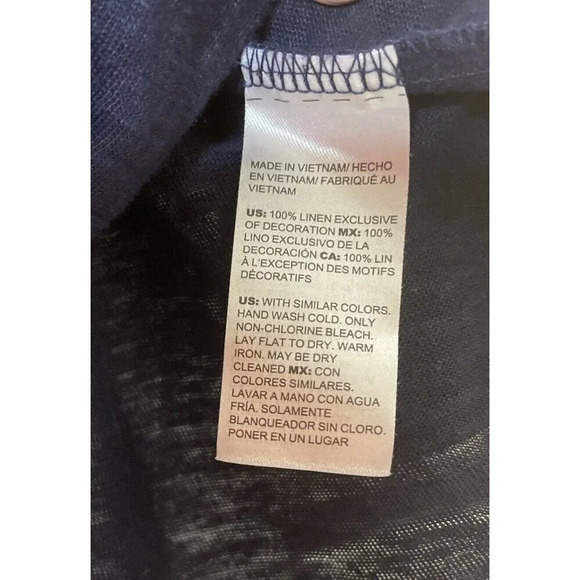 MADE IN VIETNAM/ HECHO
EN VIETNAM/ FABRIQUÉ AU
VIETNAM
US: 100% LINEN EXCLUSIVE
OF DECORATION MX: 100%
LINO EXCLUSIVO DE LA
DECORACIÓN CA: 100% LIN
À L'EXCEPTION DES MOTIFS
DÉCORATIFS
US: WITH SIMILAR COLORS.
HAND WASH COLD. ONLY
NON-CHLORINE BLEACH.
LAY FLAT TO DRY. WARM
IRON. MAY BE DRY
CLEANED MX: CON
COLORES SIMILARES.
LAVAR A MANO CON AGUA
FRÍA. SOLAMENTE
BLANQUEADOR SIN CLORO.
PONER EN UN LUGAR